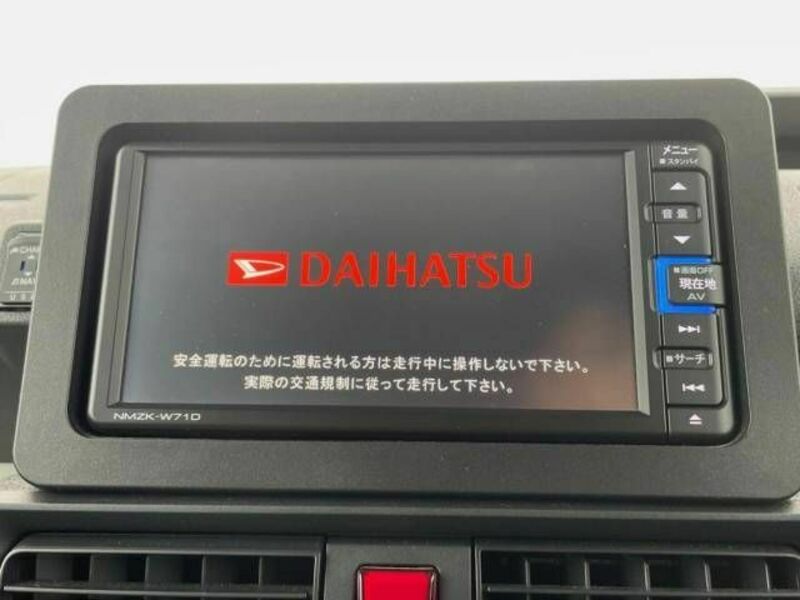 メニュー
■ スタンバイ
音量
■画面OFF
現在地
AV
■サーチ
DAIHATSU
安全運転のために運転される方は走行中に操作しないで下さい。
実際の交通規制に従って走行して下さい。
NMZK-W71D